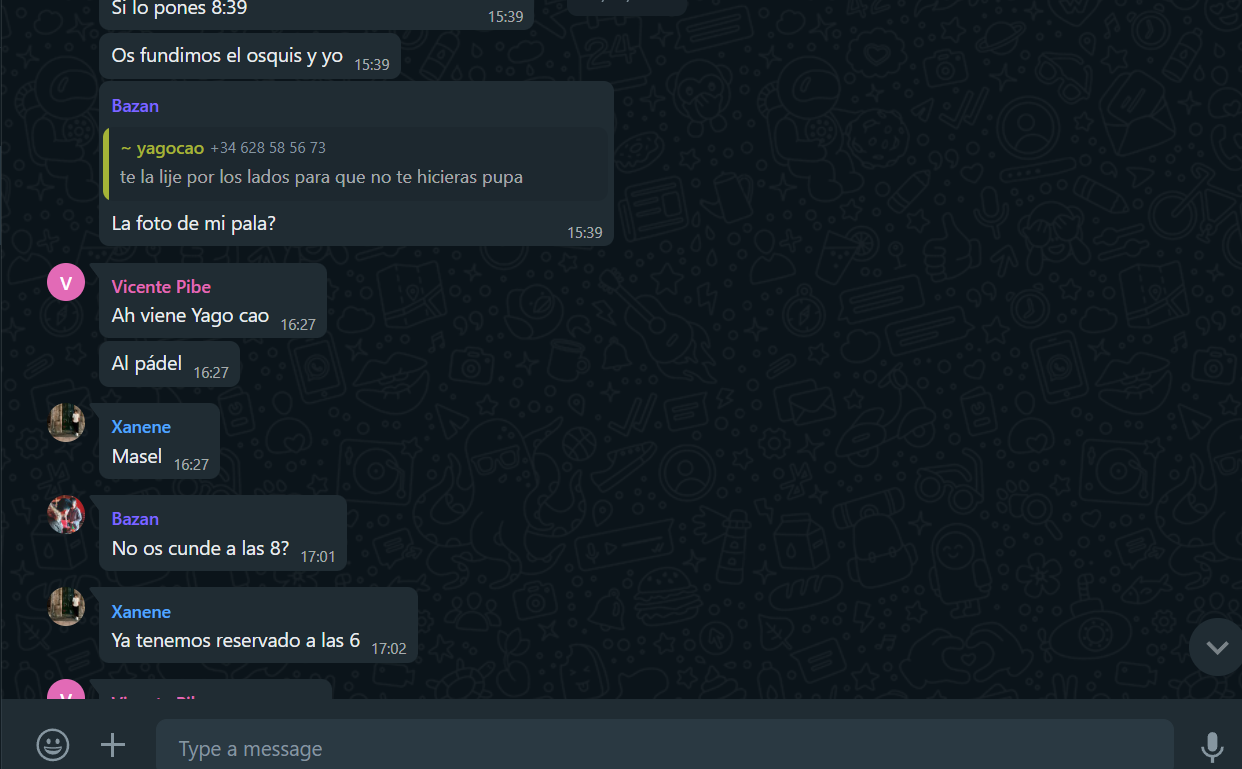 Si lo pones 8:39
15:39
Os fundimos el osquis y yo 15:39
Bazan
~ yagocao +34 628 58 56 73
te la lije por los lados para que no te hicieras pupa
La foto de mi pala?
15:39
V
Vicente Pibe
Ah viene Yago cao 16:27
Al pádel 16:27
Xanene
Masel 16:27
Bazan
No os cunde a las 8? 17:01
Xanene
Ya tenemos reservado a las 6 17:02
Type a message